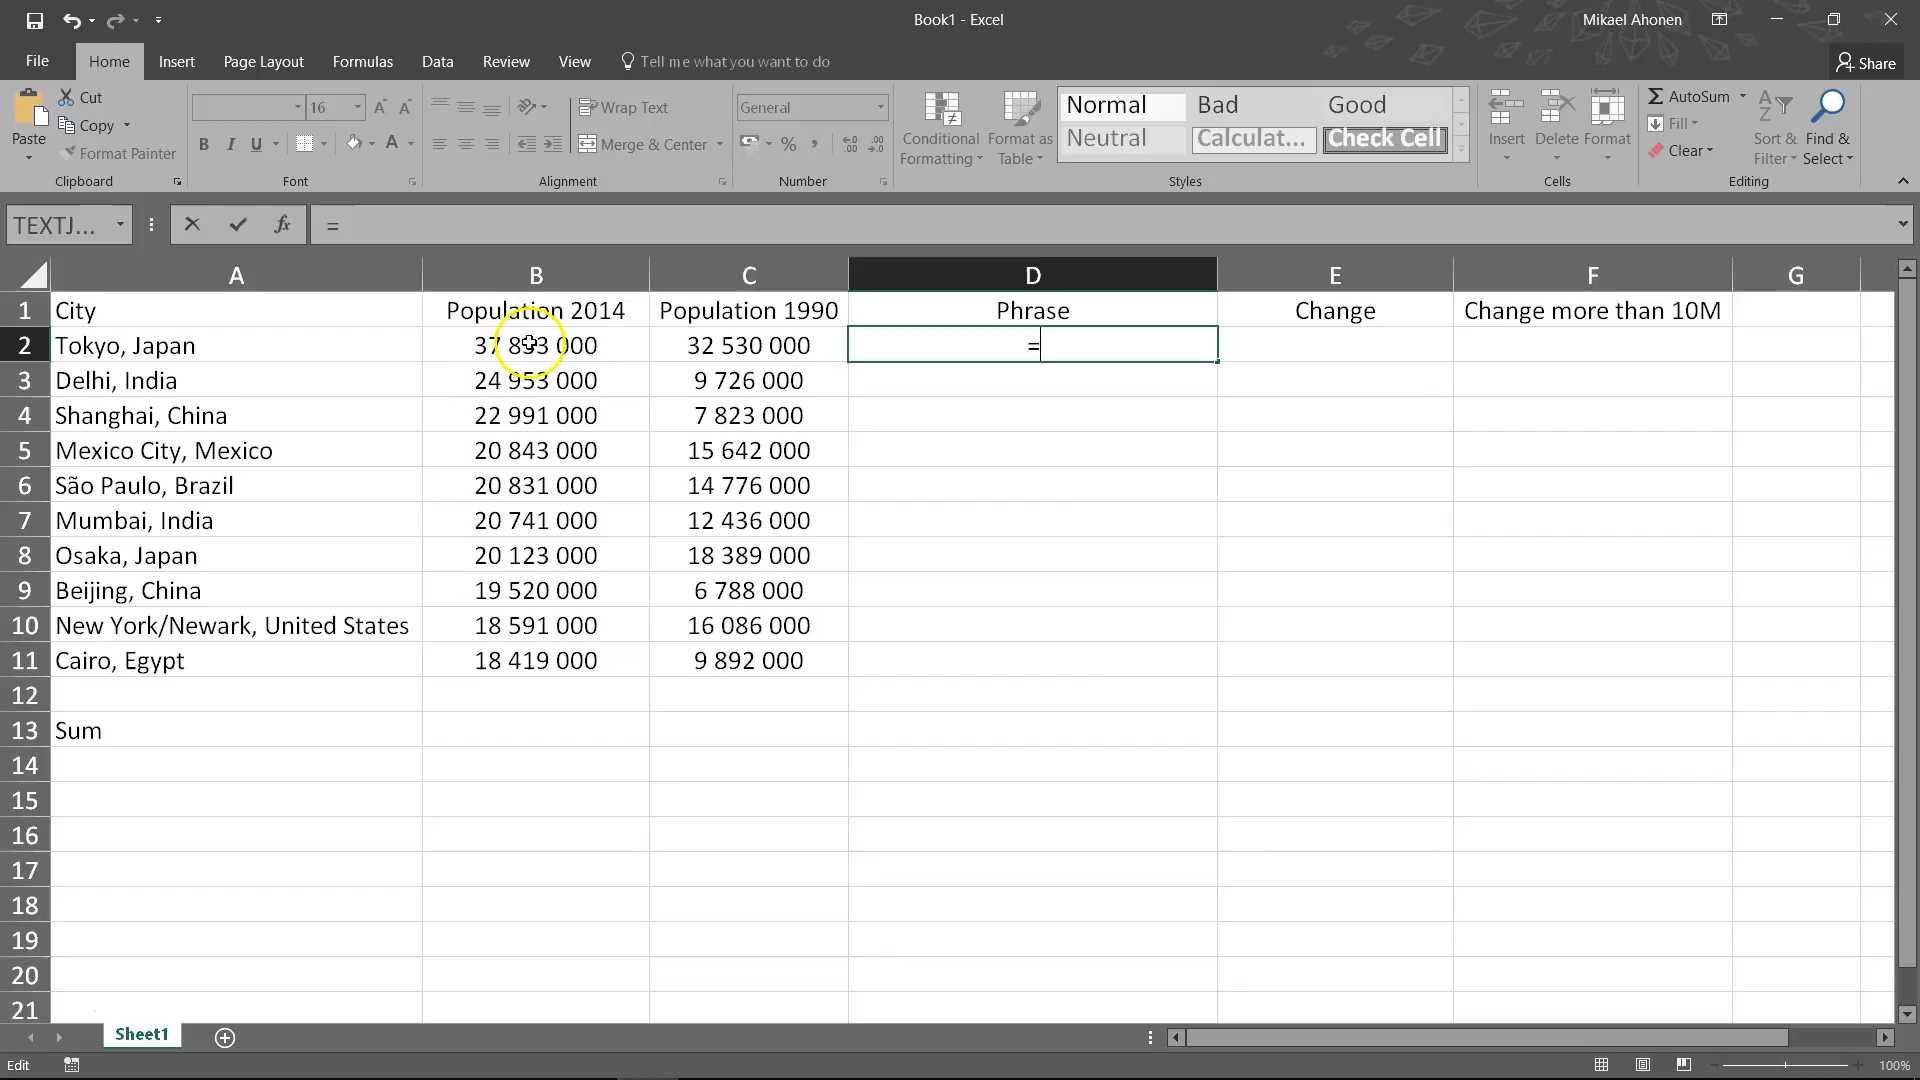 Book1 - Excel
Mikael Ahonen
File Home Insert Page Layout Formulas Data Review View Tell me what you want to do
Share
Paste
Cut
Copy
Format Painter
Clipboard
16 A A
B I U A
Font
Wrap Text
Merge & Center
Alignment
General
%
Number
Conditional Formatting
Format as Table
Normal Bad Good
Neutral Calculat... Check Cell
Styles
Insert Delete Format
Cells
AutoSum
Fill
Clear
Sort & Filter
Find & Select
Editing
TEXTJ... fx =
A B C D E F G
1 City Population 2014 Population 1990 Phrase Change Change more than 10M
2 Tokyo, Japan 37 833 000 32 530 000 =
3 Delhi, India 24 953 000 9 726 000
4 Shanghai, China 22 991 000 7 823 000
5 Mexico City, Mexico 20 843 000 15 642 000
6 São Paulo, Brazil 20 831 000 14 776 000
7 Mumbai, India 20 741 000 12 436 000
8 Osaka, Japan 20 123 000 18 389 000
9 Beijing, China 19 520 000 6 788 000
10 New York/Newark, United States 18 591 000 16 086 000
11 Cairo, Egypt 18 419 000 9 892 000
12
13 Sum
14
15
16
17
18
19
20
21
Sheet1
Edit
100%